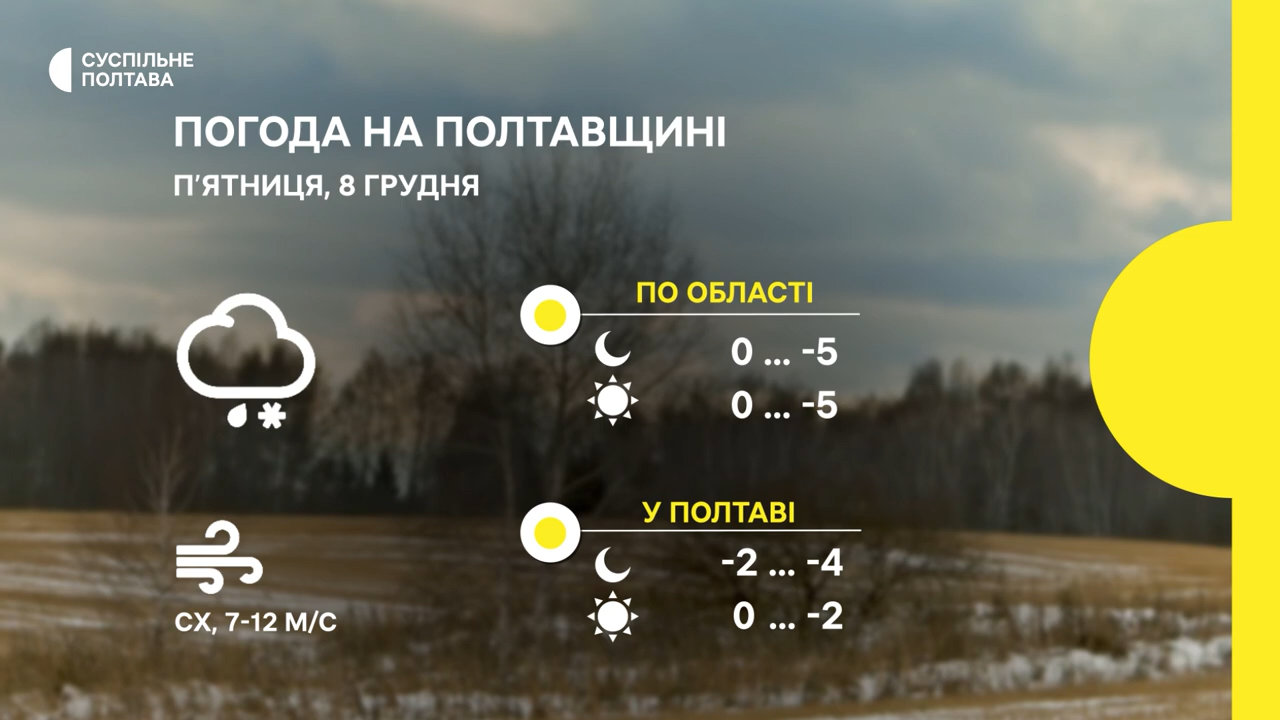 СУСПІЛЬНЕ
ПОЛТАВА
ПОГОДА НА ПОЛТАВЩИНІ
П'ЯТНИЦЯ, 8 ГРУДНЯ
ПО ОБЛАСТІ
0 ... -5
0 ... -5
У ПОЛТАВІ
-2 ... -4
0 ... -2
СХ, 7-12 М/С